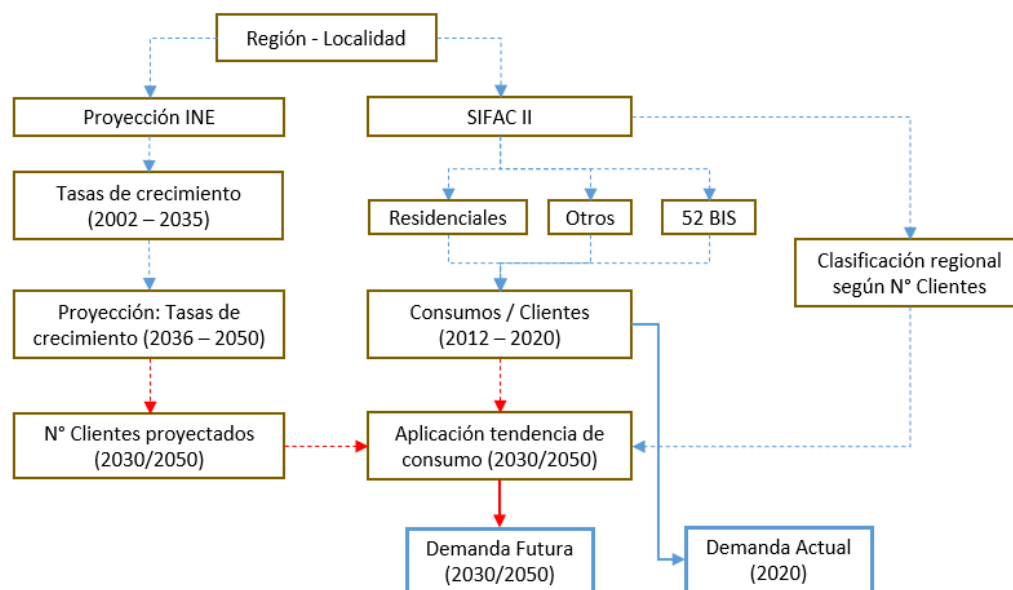 Región - Localidad
Proyección INE
SIFAC II
Tasas de crecimiento
(2002 – 2035)
Residenciales
Otros
52 BIS
Clasificación regional
según N° Clientes
Proyección: Tasas de
crecimiento (2036 – 2050)
Consumos / Clientes
(2012 – 2020)
N° Clientes proyectados
(2030/2050)
Aplicación tendencia de
consumo (2030/2050)
Demanda Futura
(2030/2050)
Demanda Actual
(2020)